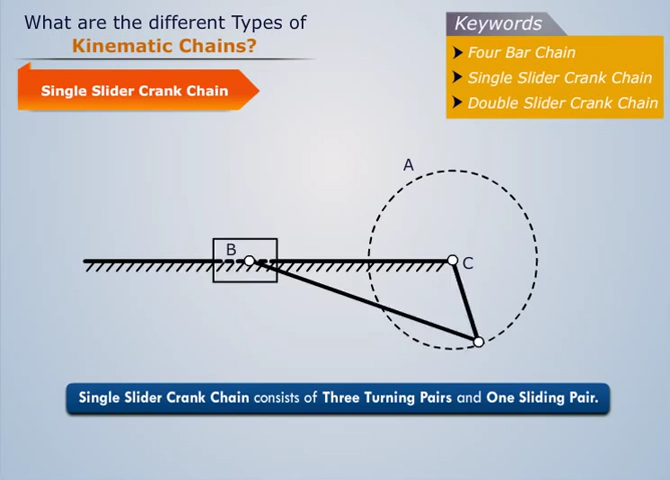 What are the different Types of
Kinematic Chains?
Single Slider Crank Chain
Keywords
Four Bar Chain
Single Slider Crank Chain
Double Slider Crank Chain
A
B
C
Single Slider Crank Chain consists of Three Turning Pairs and One Sliding Pair.